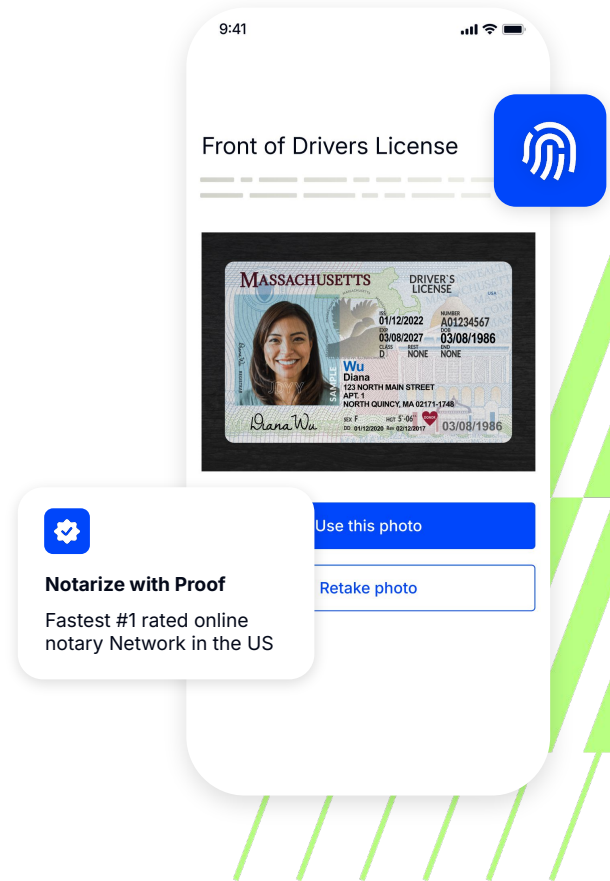 9:41
Front of Drivers License
MASSACHUSETTS
DRIVER'S
LICENSE
USA
ISS
01/12/2022
NUMBER
A01234567
EXP
03/08/2027
DOB
03/08/1986
CLASS
D
REST
NONE
END
NONE
SAMPLE
Wu
Diana
123 NORTH MAIN STREET
APT. 1
NORTH QUINCY, MA 02171-1748
Diana Wu
SEX F
HGT 5'-06"
DONOR
DD 01/12/2020 Rev 02/12/2017
03/08/1986
Use this photo
Retake photo
Notarize with Proof
Fastest #1 rated online
notary Network in the US